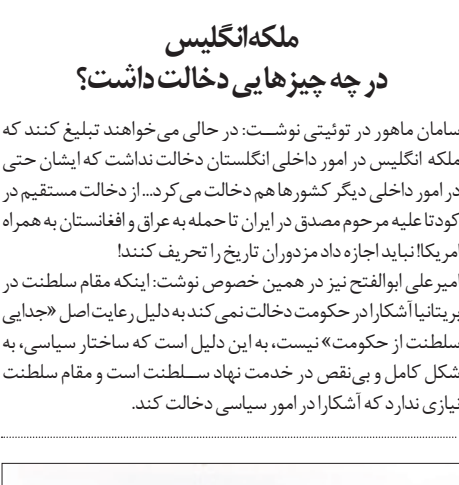 ملکه‌انگلیس
در چه چیزهایی دخالت داشت؟
سامان ماهور در توئیتی نوشت: در حالی می‌خواهند تبلیغ کنند که
ملکه انگلیس در امور داخلی انگلستان دخالت نداشت که ایشان حتی
در امور داخلی دیگر کشورها هم دخالت می‌کرد... از دخالت مستقیم در
کودتا علیه مرحوم مصدق در ایران تا حمله به عراق و افغانستان به همراه
امریکا! نباید اجازه داد مزدوران تاریخ را تحریف کنند!
امیرعلی ابوالفتح نیز در همین خصوص نوشت: اینکه مقام سلطنت در
بریتانیا آشکارا در حکومت دخالت نمی‌کند به دلیل رعایت اصل «جدایی
سلطنت از حکومت» نیست، به این دلیل است که ساختار سیاسی، به
شکل کامل و بی‌نقص در خدمت نهاد سلطنت است و مقام سلطنت
نیازی ندارد که آشکارا در امور سیاسی دخالت کند.